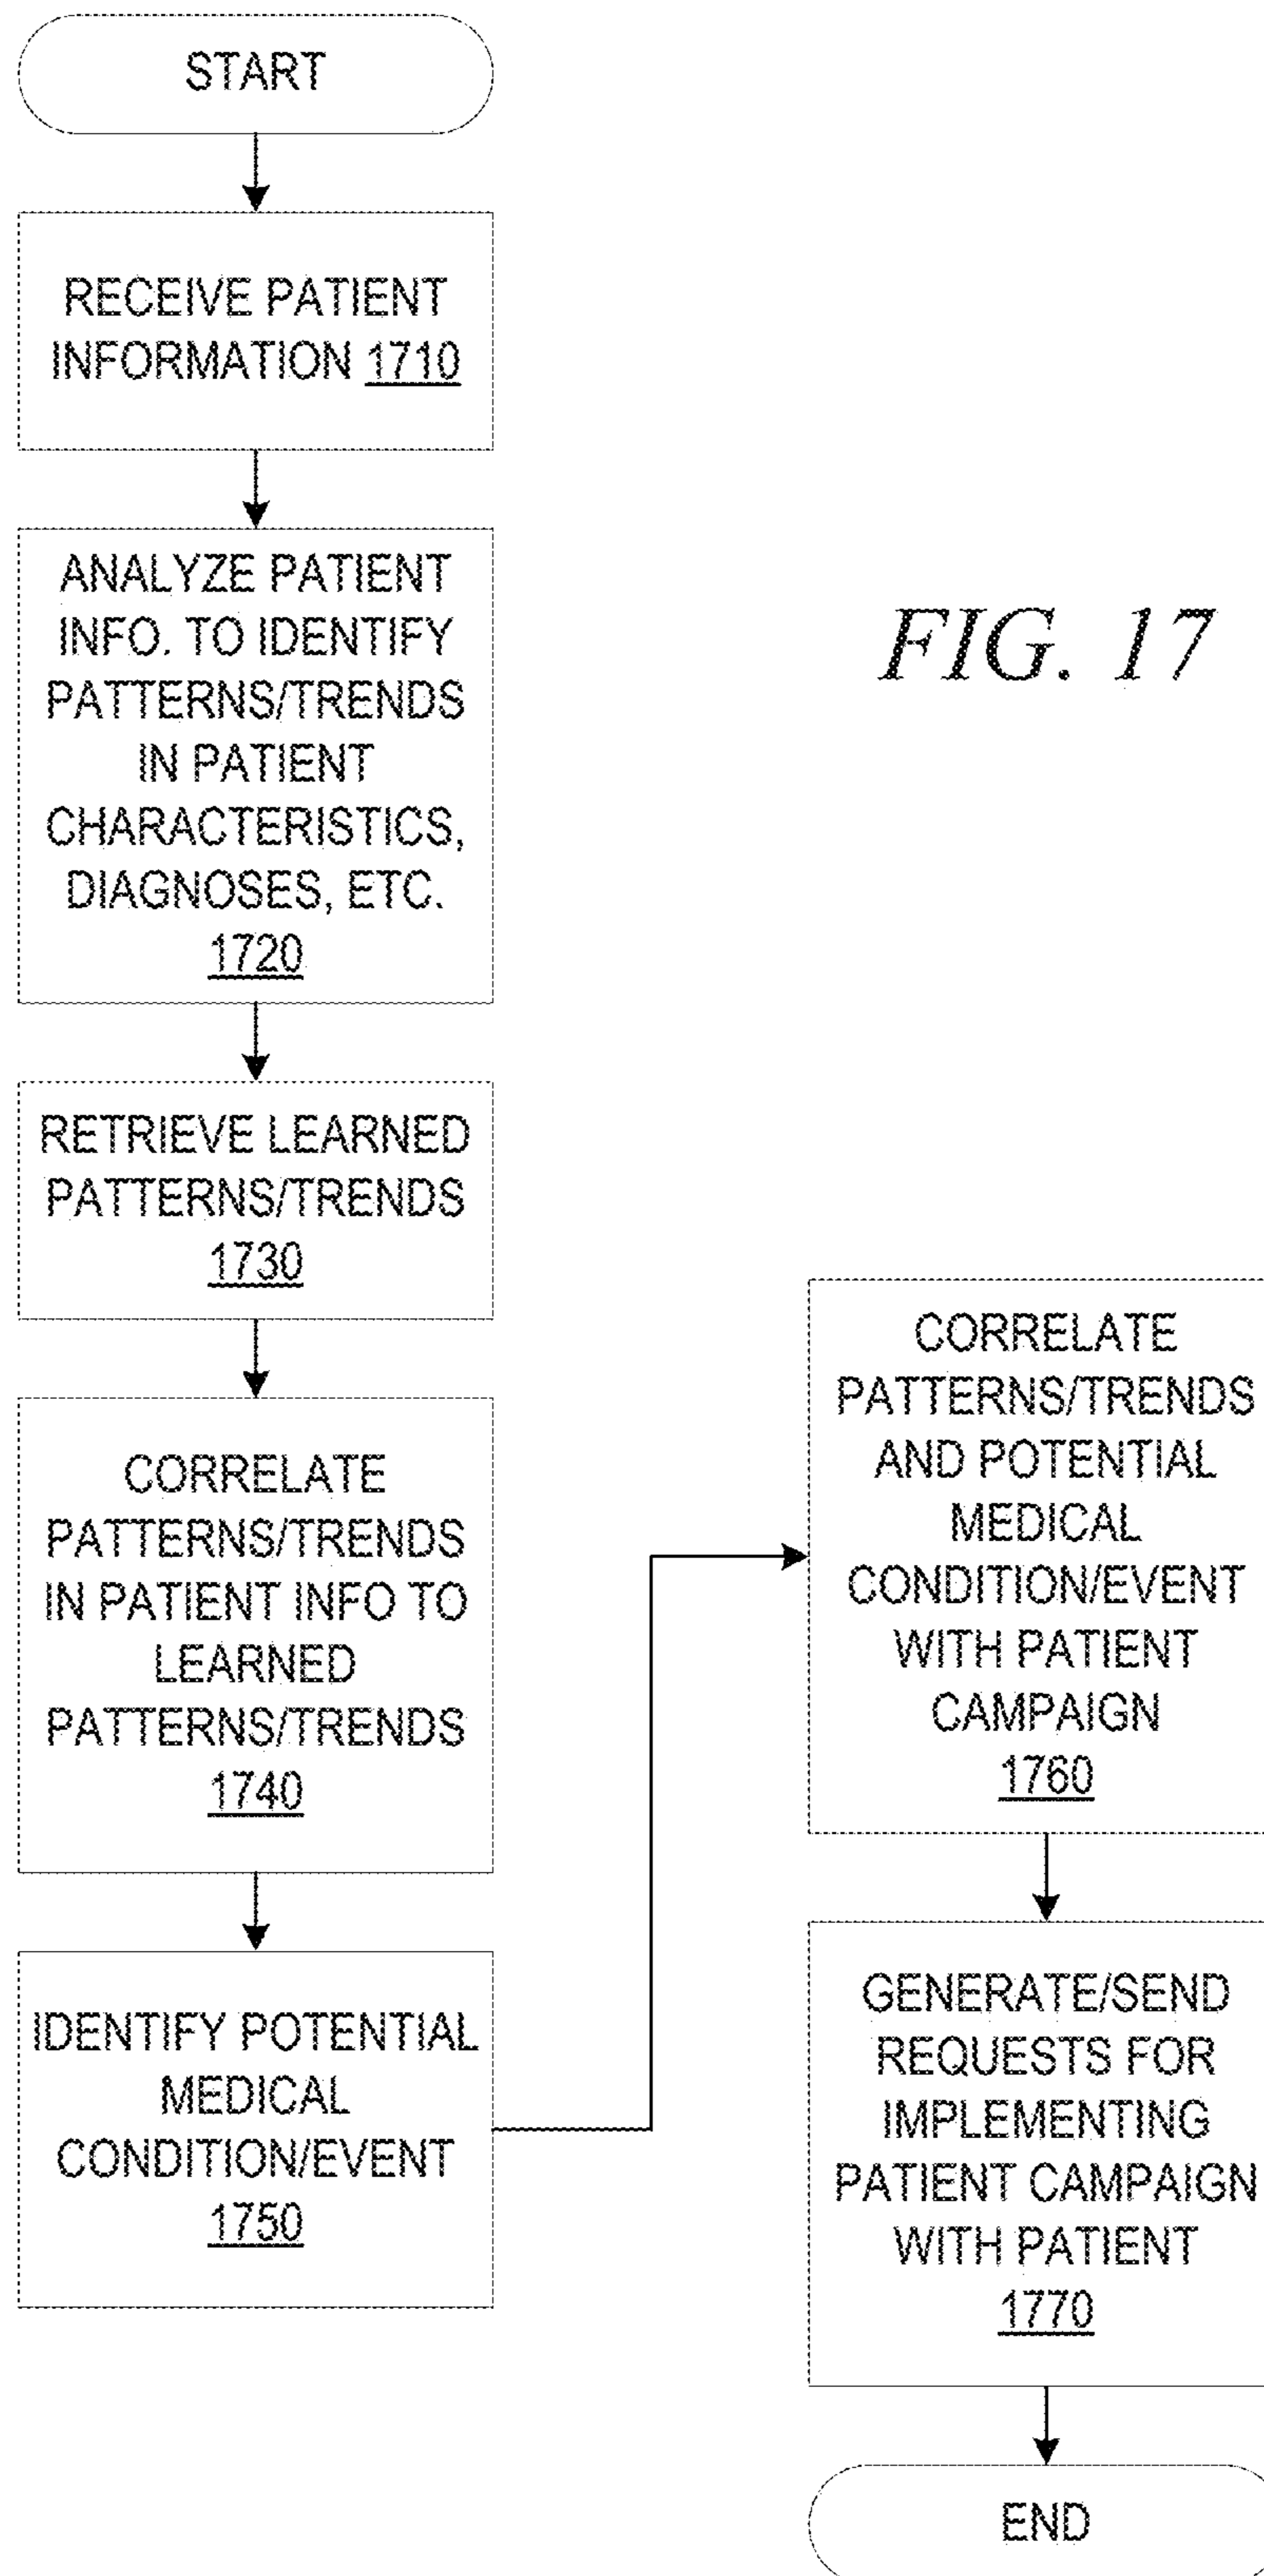 START
RECEIVE PATIENT
INFORMATION 1710
ANALYZE PATIENT
INFO. TO IDENTIFY
PATTERNS/TRENDS
IN PATIENT
CHARACTERISTICS,
DIAGNOSES, ETC.
1720
RETRIEVE LEARNED
PATTERNS/TRENDS
1730
CORRELATE
PATTERNS/TRENDS
IN PATIENT INFO TO
LEARNED
PATTERNS/TRENDS
1740
IDENTIFY POTENTIAL
MEDICAL
CONDITION/EVENT
1750
FIG. 17
CORRELATE
PATTERNS/TRENDS
AND POTENTIAL
MEDICAL
CONDITION/EVENT
WITH PATIENT
CAMPAIGN
1760
GENERATE/SEND
REQUESTS FOR
IMPLEMENTING
PATIENT CAMPAIGN
WITH PATIENT
1770
END